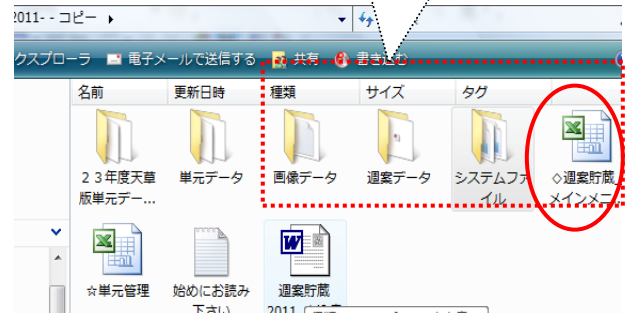 2011- - コピー
クスプローラ 電子メールで送信する 共有 書き込む
名前 更新日時 種類 サイズ タグ
23年度天草 単元データ 画像データ 週案データ システムファ ◇週案貯蔵_
版単元デー... イル メインメニ
☆単元管理 始めにお読み 週案貯蔵
下さい 2011